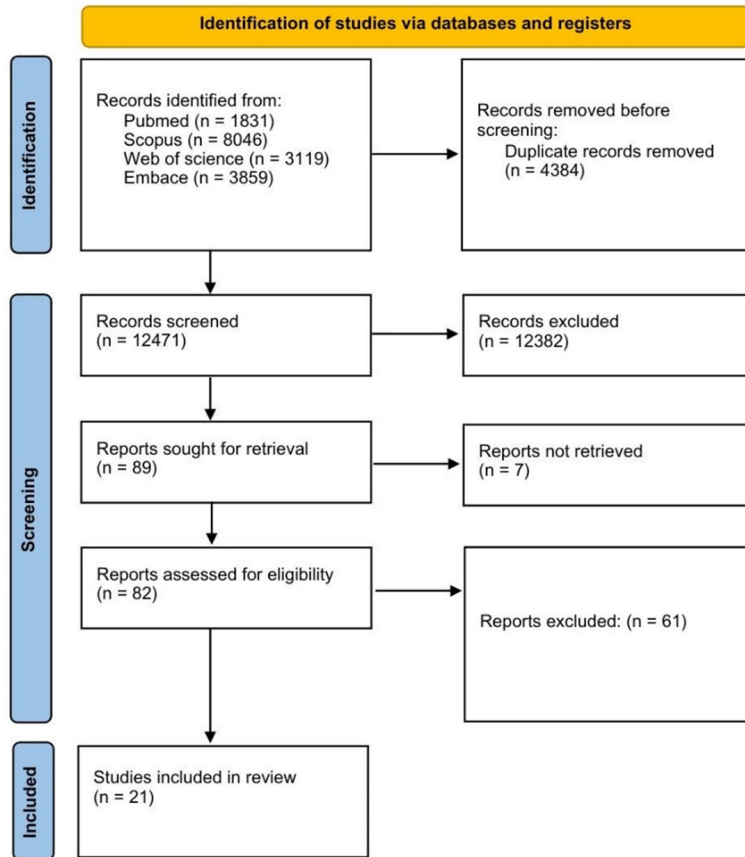 Identification of studies via databases and registers
Identification
Records identified from:
Pubmed (n = 1831)
Scopus (n = 8046)
Web of science (n = 3119)
Embace (n = 3859)
Records removed before
screening:
Duplicate records removed
(n = 4384)
Screening
Records screened
(n = 12471)
Records excluded
(n = 12382)
Reports sought for retrieval
(n = 89)
Reports not retrieved
(n = 7)
Reports assessed for eligibility
(n = 82)
Reports excluded: (n = 61)
Included
Studies included in review
(n = 21)